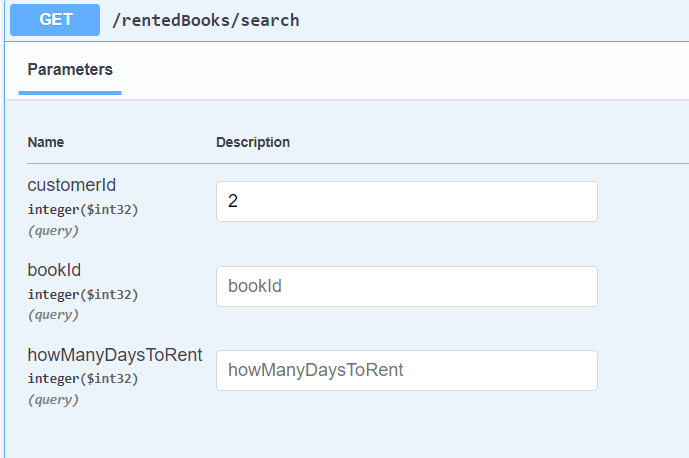 GET /rentedBooks/search
Parameters
Name Description
customerId
integer($int32)
(query)
2
bookId
integer($int32)
(query)
bookId
howManyDaysToRent
integer($int32)
(query)
howManyDaysToRent